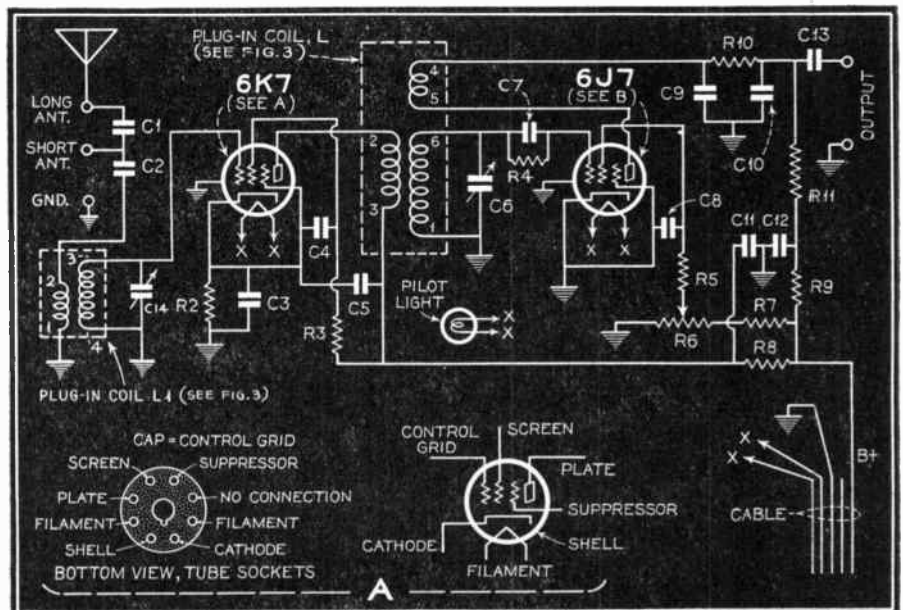 PLUG-IN COIL, L
(SEE FIG.3)
6K7
(SEE A)
6J7
(SEE B)
R10
C13
LONG
ANT.
SHORT
ANT.
GND.
C1
C2
4
5
C7
C9
C10
OUTPUT
2
3
6
1
R4
C6
C8
C4
C5
X X
X X
R11
C11
C12
2
3
1
4
C14
R2
C3
R3
PILOT
LIGHT
X
X
R5
R6
R7
R8
R9
PLUG-IN COIL L1 (SEE FIG.3)
CAP = CONTROL GRID
SCREEN
SUPPRESSOR
PLATE
NO CONNECTION
FILAMENT
FILAMENT
SHELL
CATHODE
BOTTOM VIEW, TUBE SOCKETS
CONTROL
GRID
SCREEN
PLATE
SUPPRESSOR
SHELL
CATHODE
FILAMENT
A
X
X
B+
CABLE